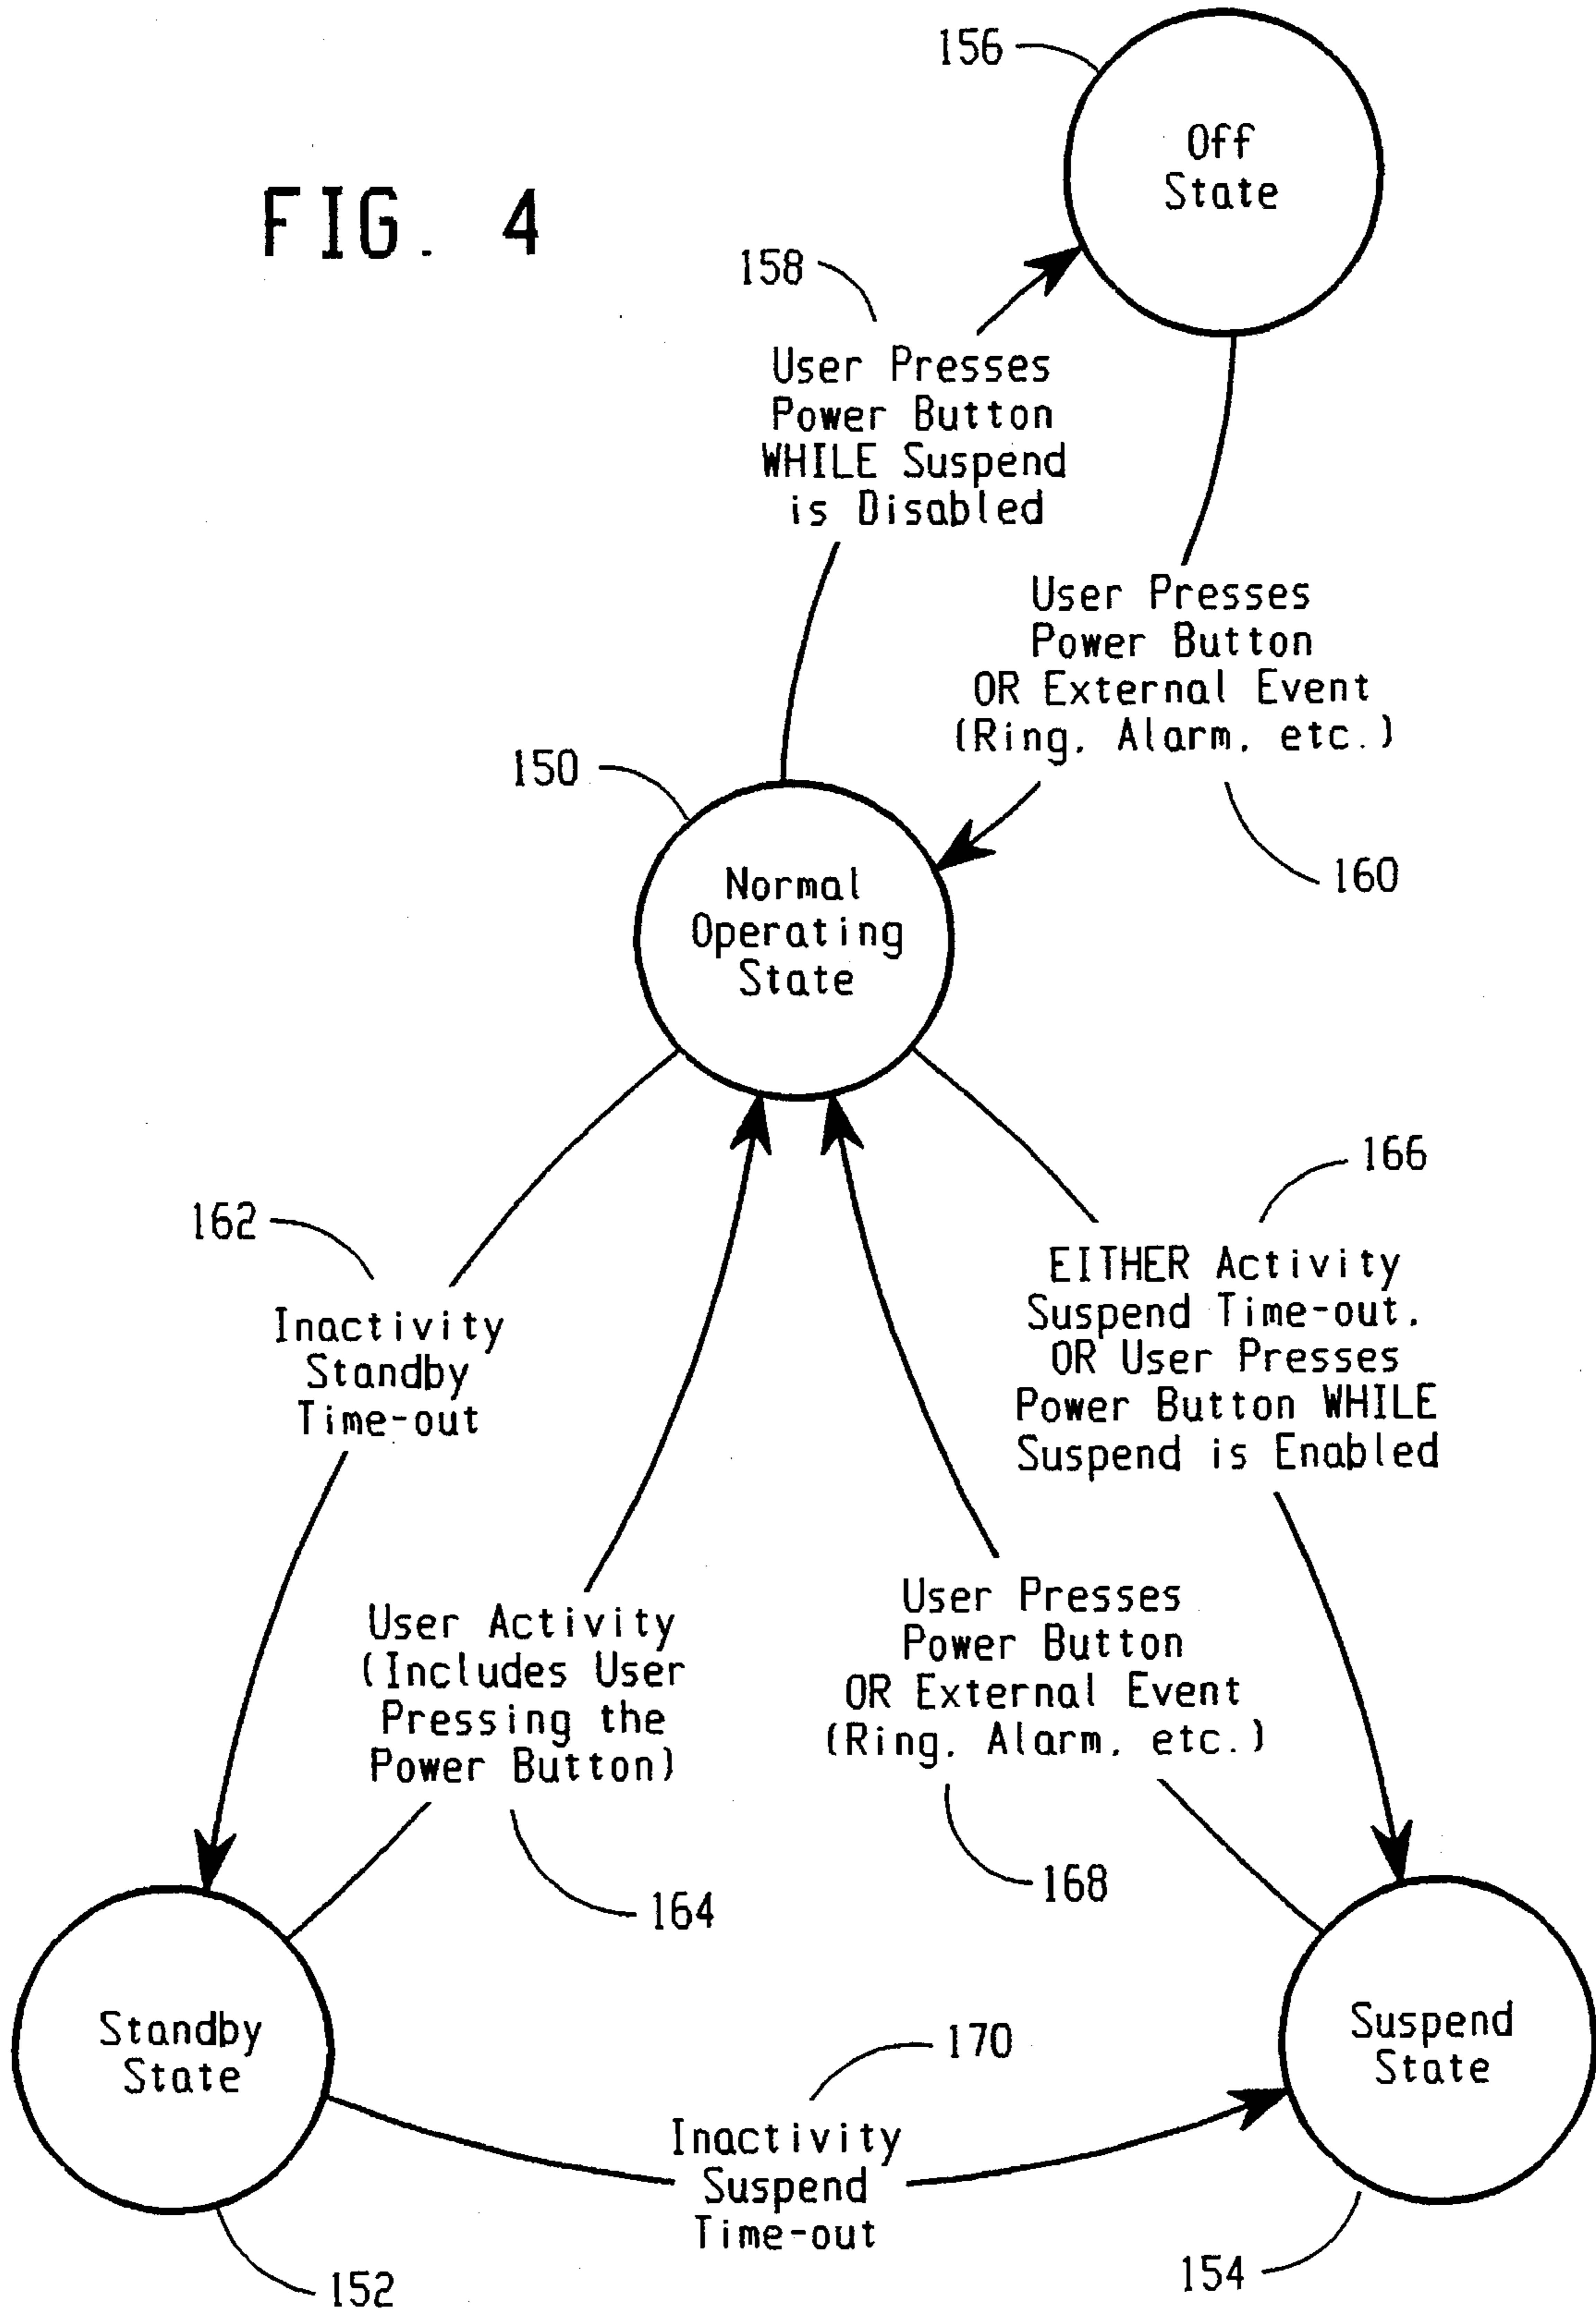 156
Off
State
FIG. 4
158
User Presses
Power Button
WHILE Suspend
is Disabled
User Presses
Power Button
OR External Event
(Ring, Alarm, etc.)
150
160
Normal
Operating
State
166
162
EITHER Activity
Suspend Time-out,
OR User Presses
Power Button WHILE
Suspend is Enabled
Inactivity
Standby
Time-out
User Activity
(Includes User
Pressing the
Power Button)
User Presses
Power Button
OR External Event
(Ring, Alarm, etc.)
168
164
Standby
State
Suspend
State
170
Inactivity
Suspend
Time-out
152
154